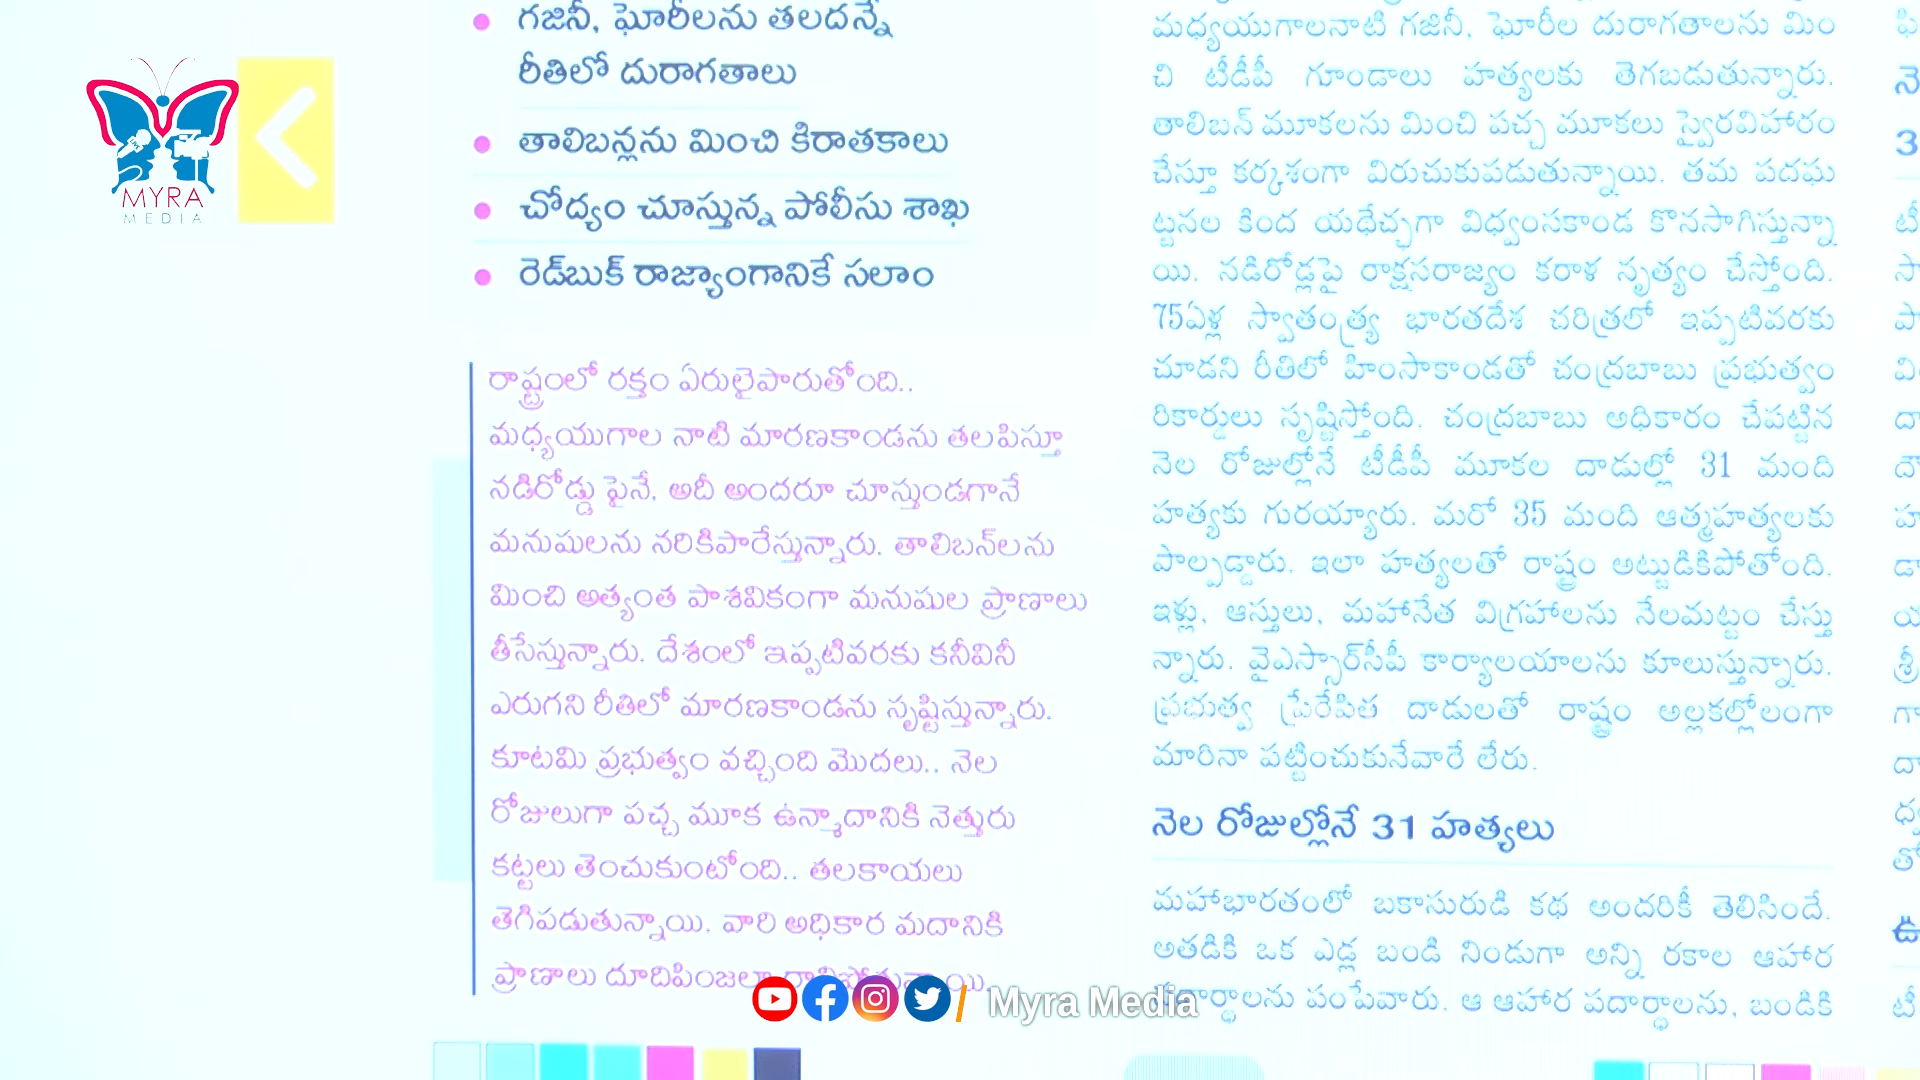 MYRA
MEDIA
గజినీ, ఘోరీలను తలదన్నే
రీతిలో దురాగతాలు
తాలిబన్లను మించి కిరాతకాలు
చోద్యం చూస్తున్న పోలీసు శాఖ
రెడ్‌బుక్ రాజ్యాంగానికే సలాం
రాష్ట్రంలో రక్తం ఏరులైపారుతోంది..
మధ్యయుగాల నాటి మారణకాండను తలపిస్తూ
నడిరోడ్డు పైనే, అదీ అందరూ చూస్తుండగానే
మనుషులను నరికిపారేస్తున్నారు. తాలిబన్‌లను
మించి అత్యంత పాశవికంగా మనుషుల ప్రాణాలు
తీసేస్తున్నారు. దేశంలో ఇప్పటివరకు కనీవినీ
ఎరుగని రీతిలో మారణకాండను సృష్టిస్తున్నారు.
కూటమి ప్రభుత్వం వచ్చింది మొదలు.. నెల
రోజులుగా పచ్చ మూక ఉన్మాదానికి నెత్తురు
కట్టలు తెంచుకుంటోంది.. తలకాయలు
తెగిపడుతున్నాయి. వారి అధికార మదానికి
ప్రాణాలు దూదిపింజలా
మధ్యయుగాలనాటి గజినీ, ఘోరీల దురాగతాలను మిం
చి టీడీపీ గూండాలు హత్యలకు తెగబడుతున్నారు.
తాలిబన్ మూకలను మించి పచ్చ మూకలు స్వైరవిహారం
చేస్తూ కర్కశంగా విరుచుకుపడుతున్నాయి. తమ పదఘ
ట్టనల కింద యథేచ్ఛగా విధ్వంసకాండ కొనసాగిస్తున్నా
యి. నడిరోడ్లపై రాక్షసరాజ్యం కరాళ నృత్యం చేస్తోంది.
75ఏళ్ల స్వాతంత్ర్య భారతదేశ చరిత్రలో ఇప్పటివరకు
చూడని రీతిలో హింసాకాండతో చంద్రబాబు ప్రభుత్వం
రికార్డులు సృష్టిస్తోంది. చంద్రబాబు అధికారం చేపట్టిన
నెల రోజుల్లోనే టీడీపీ మూకల దాడుల్లో 31 మంది
హత్యకు గురయ్యారు. మరో 35 మంది ఆత్మహత్యలకు
పాల్పడ్డారు. ఇలా హత్యలతో రాష్ట్రం అట్టుడికిపోతోంది.
ఇళ్లు, ఆస్తులు, మహానేత విగ్రహాలను నేలమట్టం చేస్తు
న్నారు. వైఎస్సార్‌సీపీ కార్యాలయాలను కూలుస్తున్నారు.
ప్రభుత్వ ప్రేరేపిత దాడులతో రాష్ట్రం అల్లకల్లోలంగా
మారినా పట్టించుకునేవారే లేరు.
నెల రోజుల్లోనే 31 హత్యలు
మహాభారతంలో బకాసురుడి కథ అందరికీ తెలిసిందే.
అతడికి ఒక ఎడ్ల బండి నిండుగా అన్ని రకాల ఆహార
పదార్థాలను పంపేవారు. ఆ ఆహార పదార్థాలను, బండికి
Myra Media